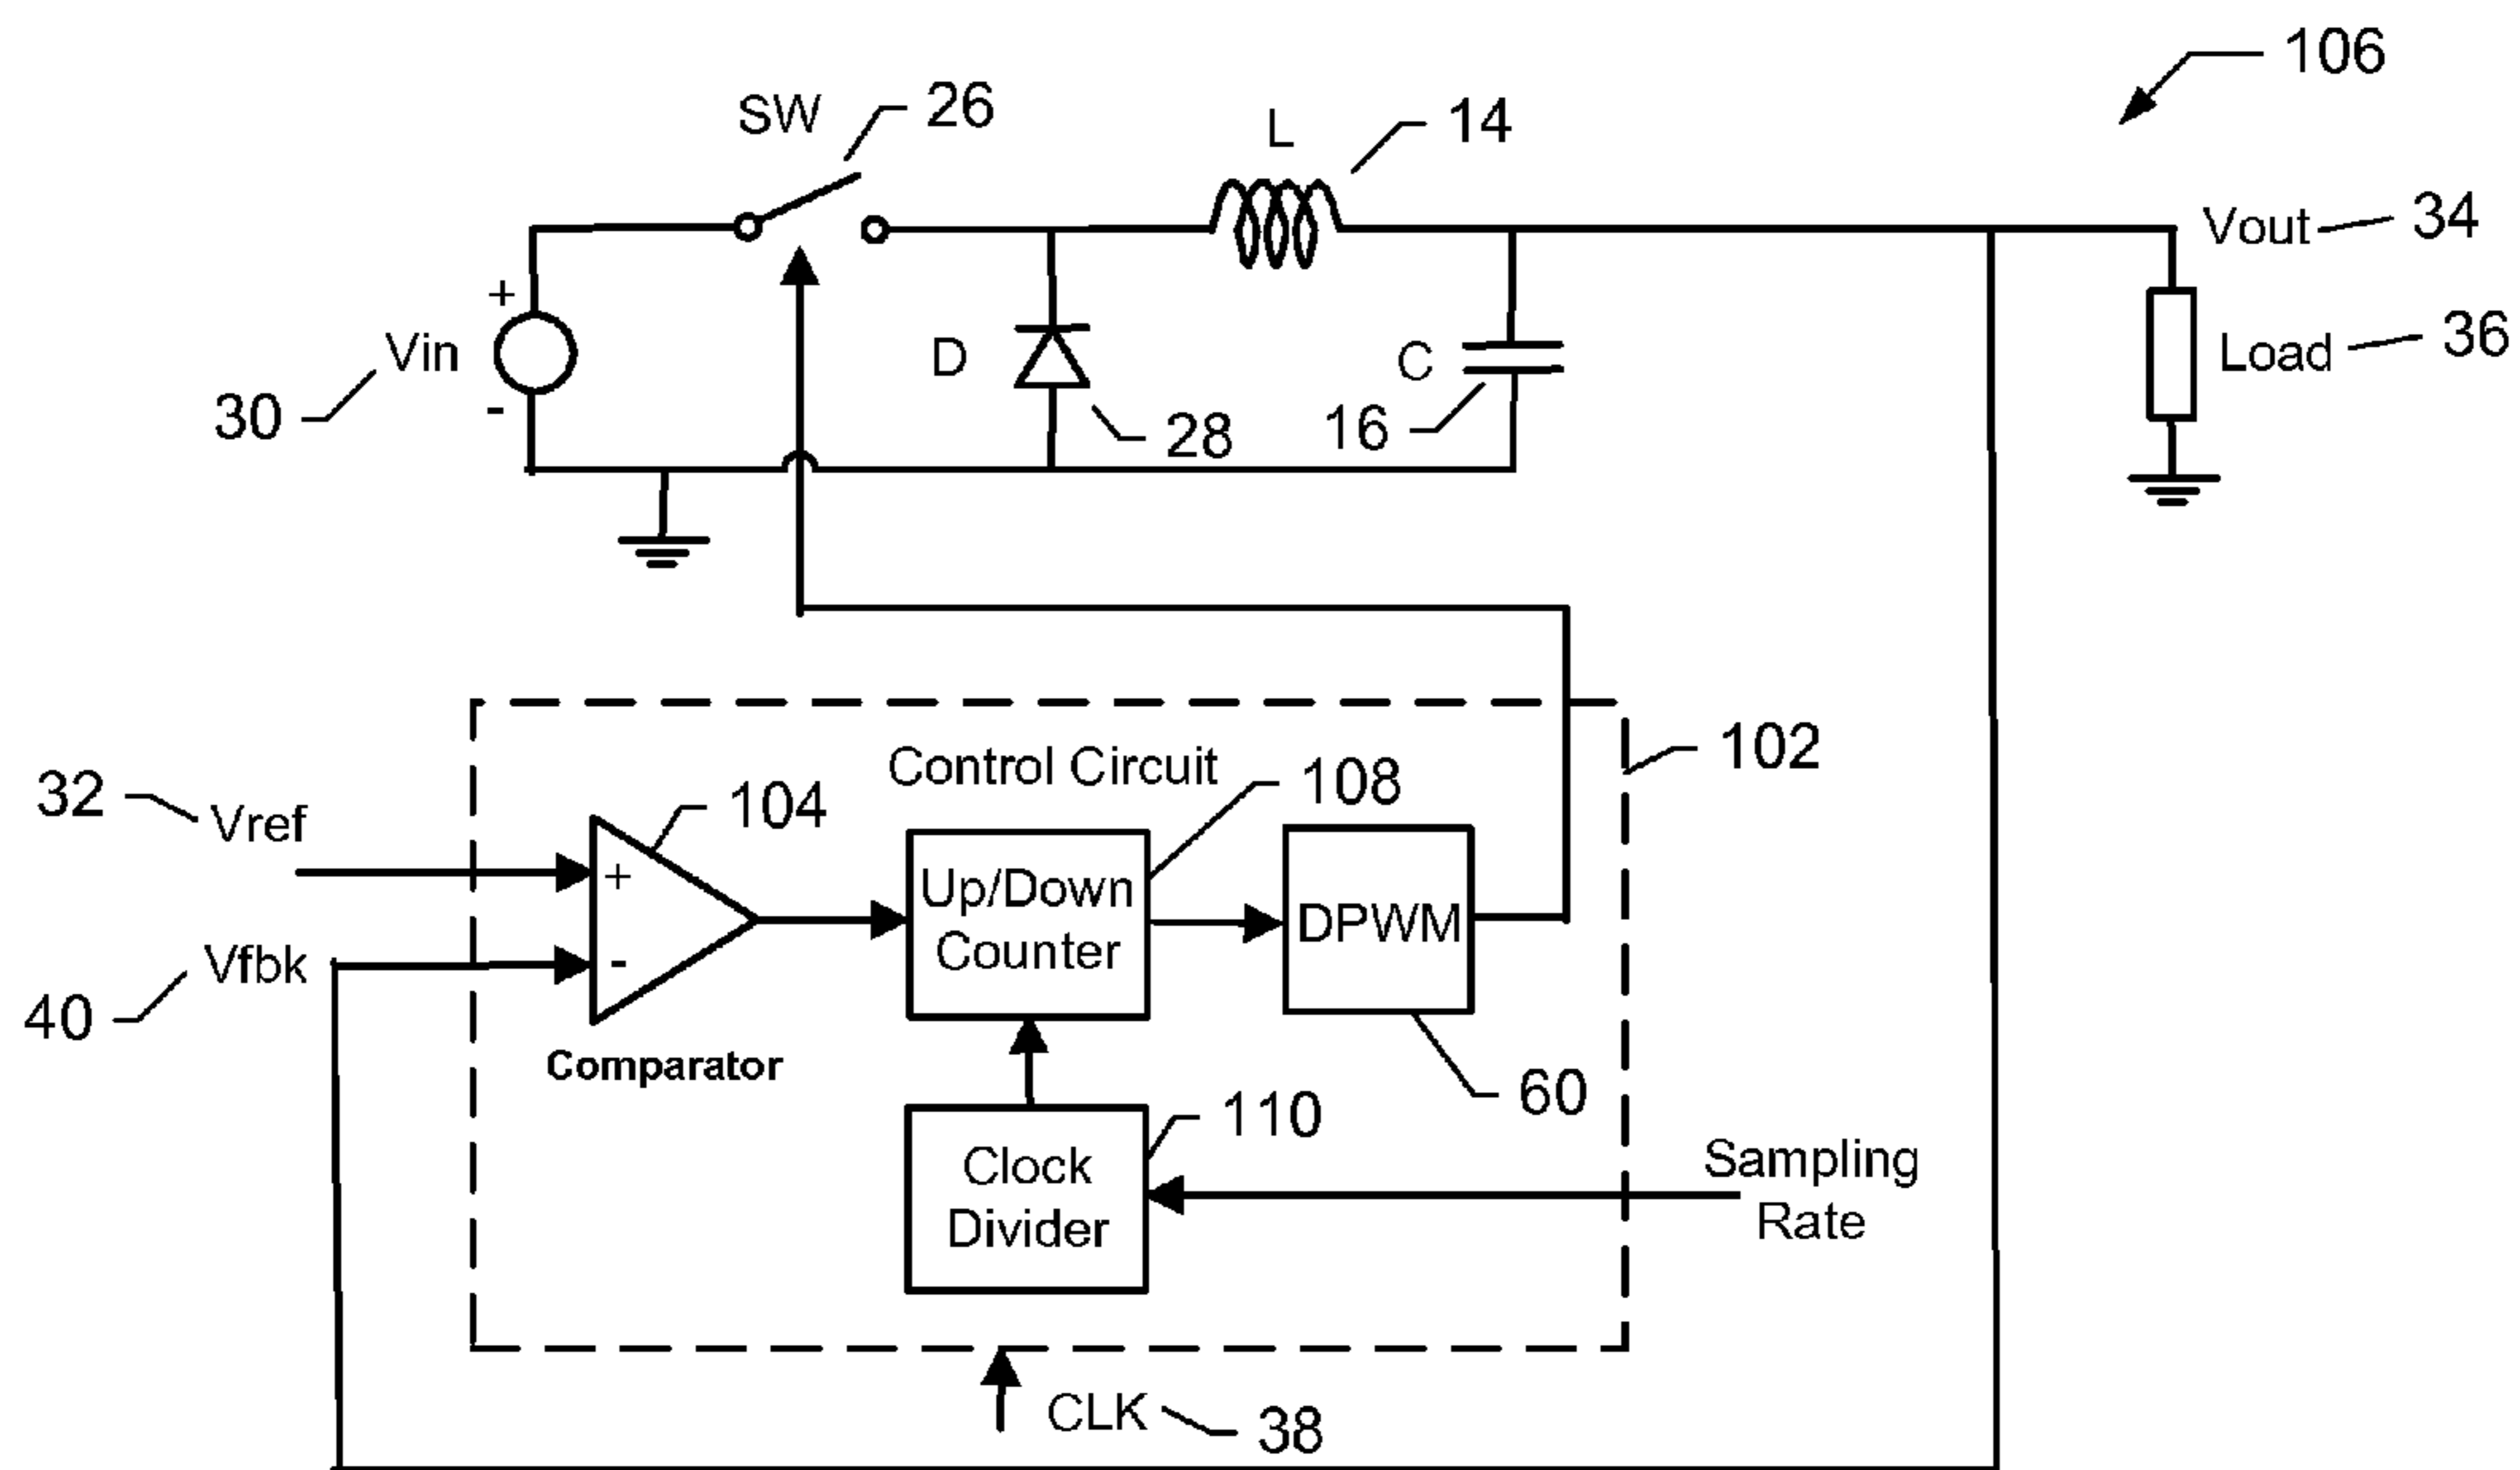 106
SW
26
L
14
Vout
34
+
Vin
-
30
D
28
C
16
Load
36
Control Circuit
102
32
Vref
104
108
+
Up/Down
Counter
DPWM
Vfbk
-
40
Comparator
60
110
Clock
Divider
Sampling
Rate
CLK
38